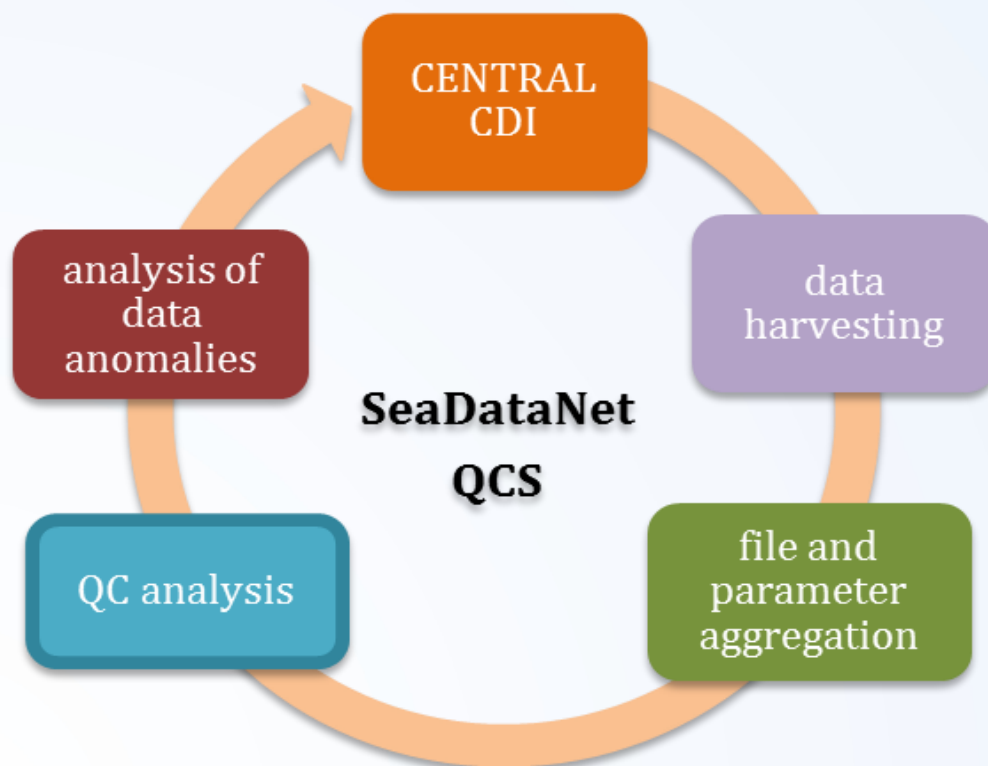 CENTRAL
CDI
data
harvesting
file and
parameter
aggregation
QC analysis
analysis of
data
anomalies
SeaDataNet
QCS